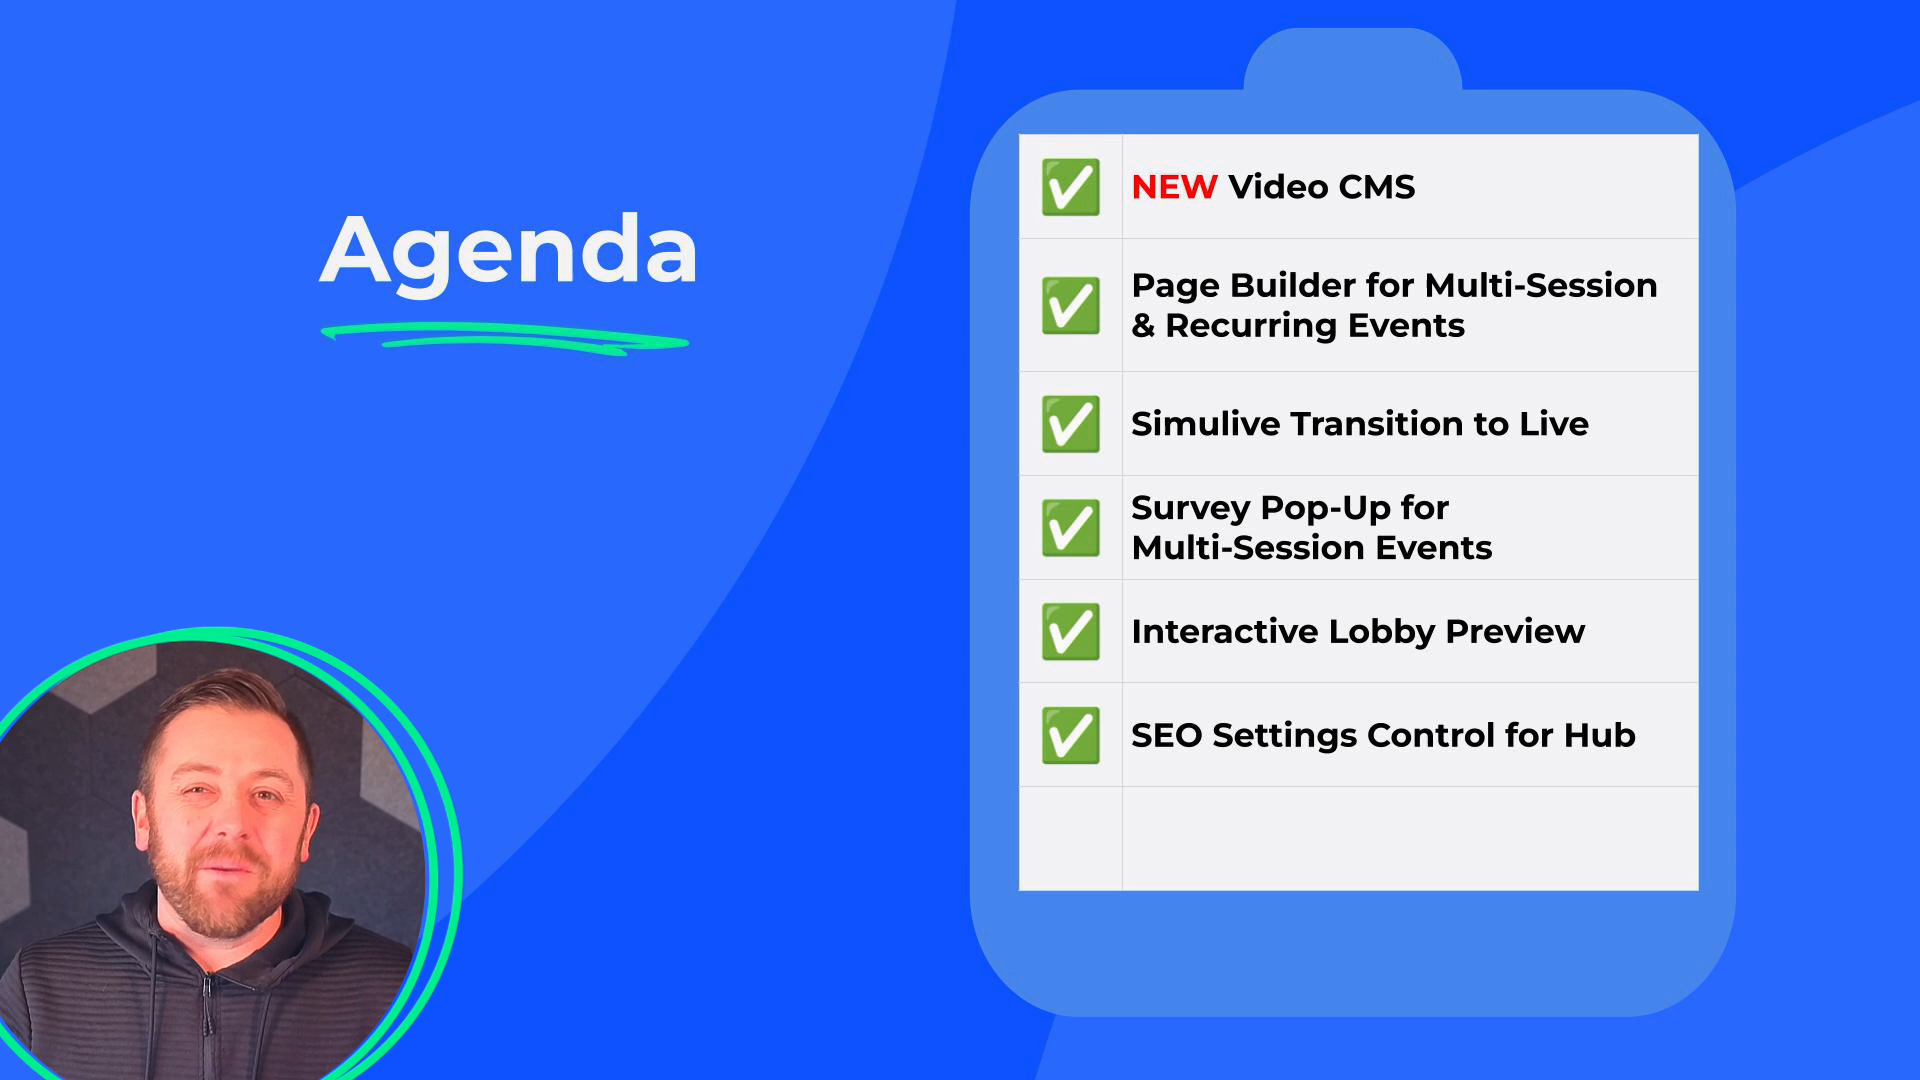 Agenda
NEW Video CMS
Page Builder for Multi-Session
& Recurring Events
Simulive Transition to Live
Survey Pop-Up for
Multi-Session Events
Interactive Lobby Preview
SEO Settings Control for Hub